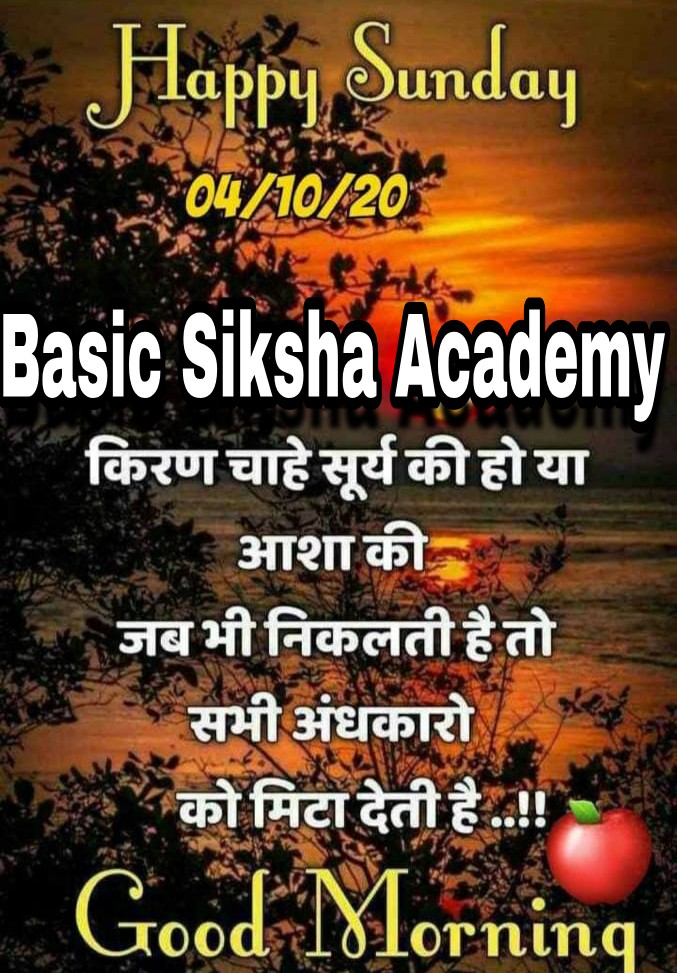 Happy Sunday
04/10/20
Basic Siksha Academy
किरण चाहे सूर्य की हो या
आशा की
जब भी निकलती है तो
सभी अंधकारो
को मिटा देती है ..!!
Good Morning